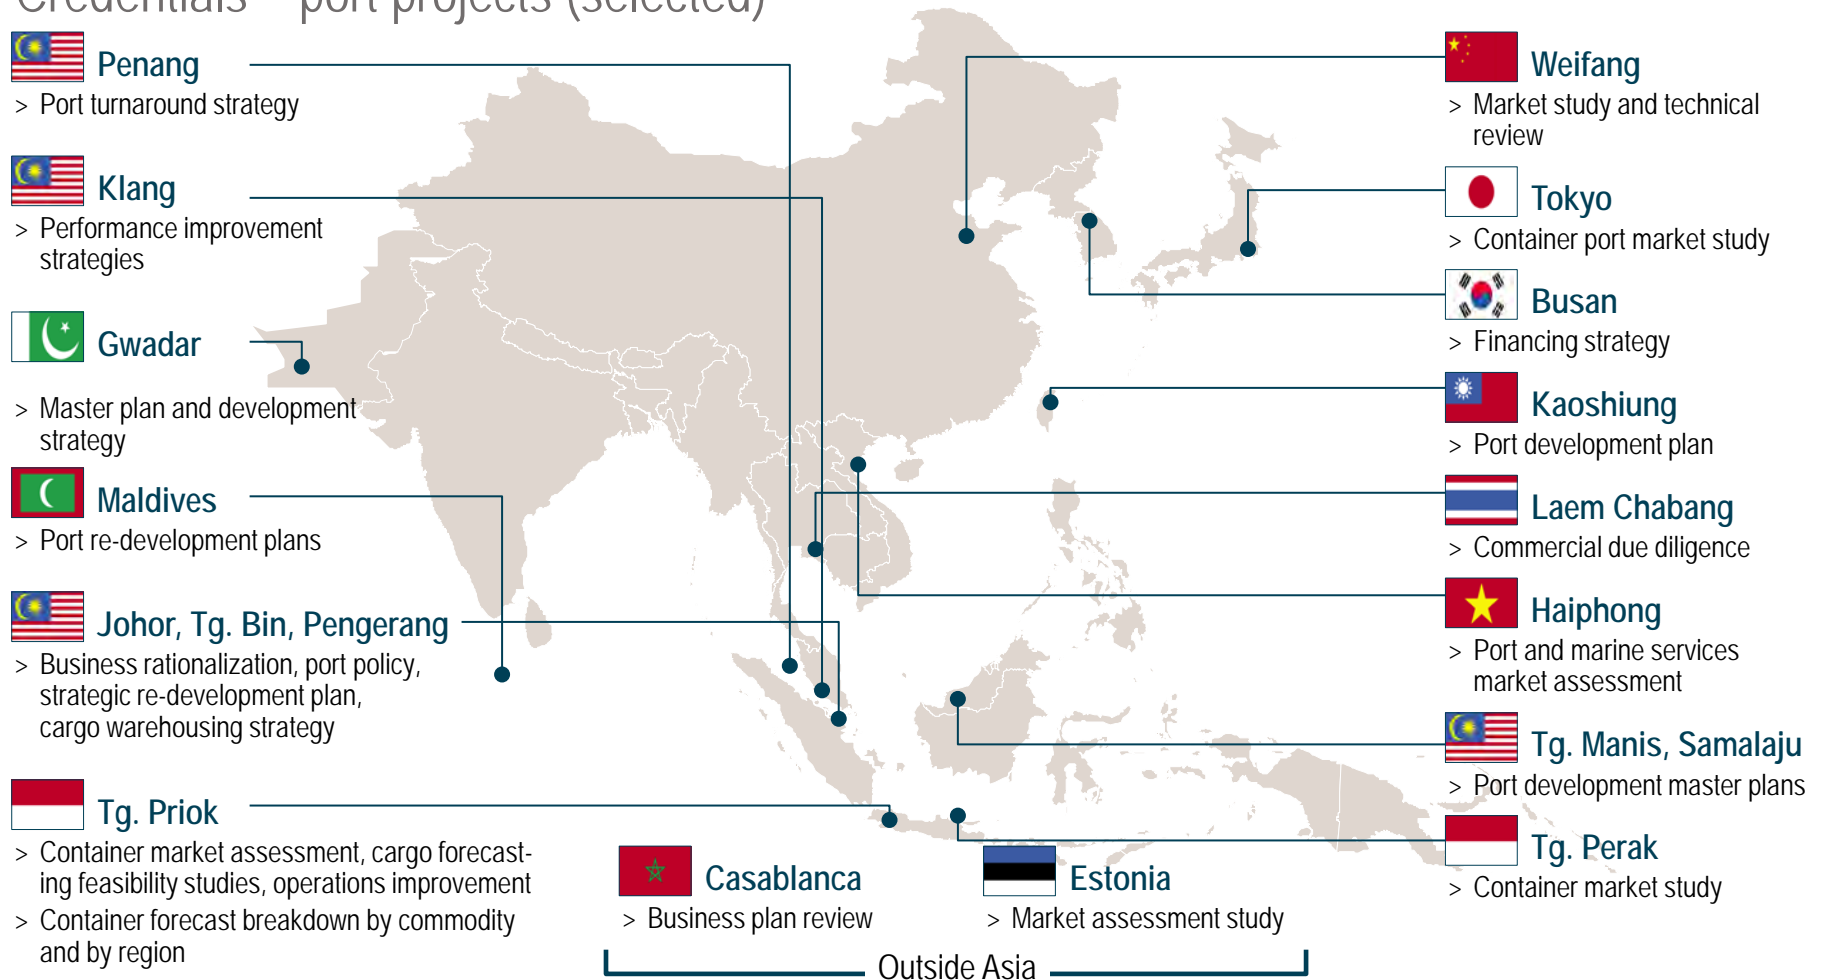 Credentials – port projects (selected)
Penang
> Port turnaround strategy
Klang
> Performance improvement
strategies
Gwadar
> Master plan and development
strategy
Maldives
> Port re-development plans
Johor, Tg. Bin, Pengerang
> Business rationalization, port policy,
strategic re-development plan,
cargo warehousing strategy
Tg. Priok
> Container market assessment, cargo forecast-
ing feasibility studies, operations improvement
> Container forecast breakdown by commodity
and by region
Casablanca
> Business plan review
Estonia
> Market assessment study
Outside Asia
Weifang
> Market study and technical
review
Tokyo
> Container port market study
Busan
> Financing strategy
Kaoshiung
> Port development plan
Laem Chabang
> Commercial due diligence
Haiphong
> Port and marine services
market assessment
Tg. Manis, Samalaju
> Port development master plans
Tg. Perak
> Container market study